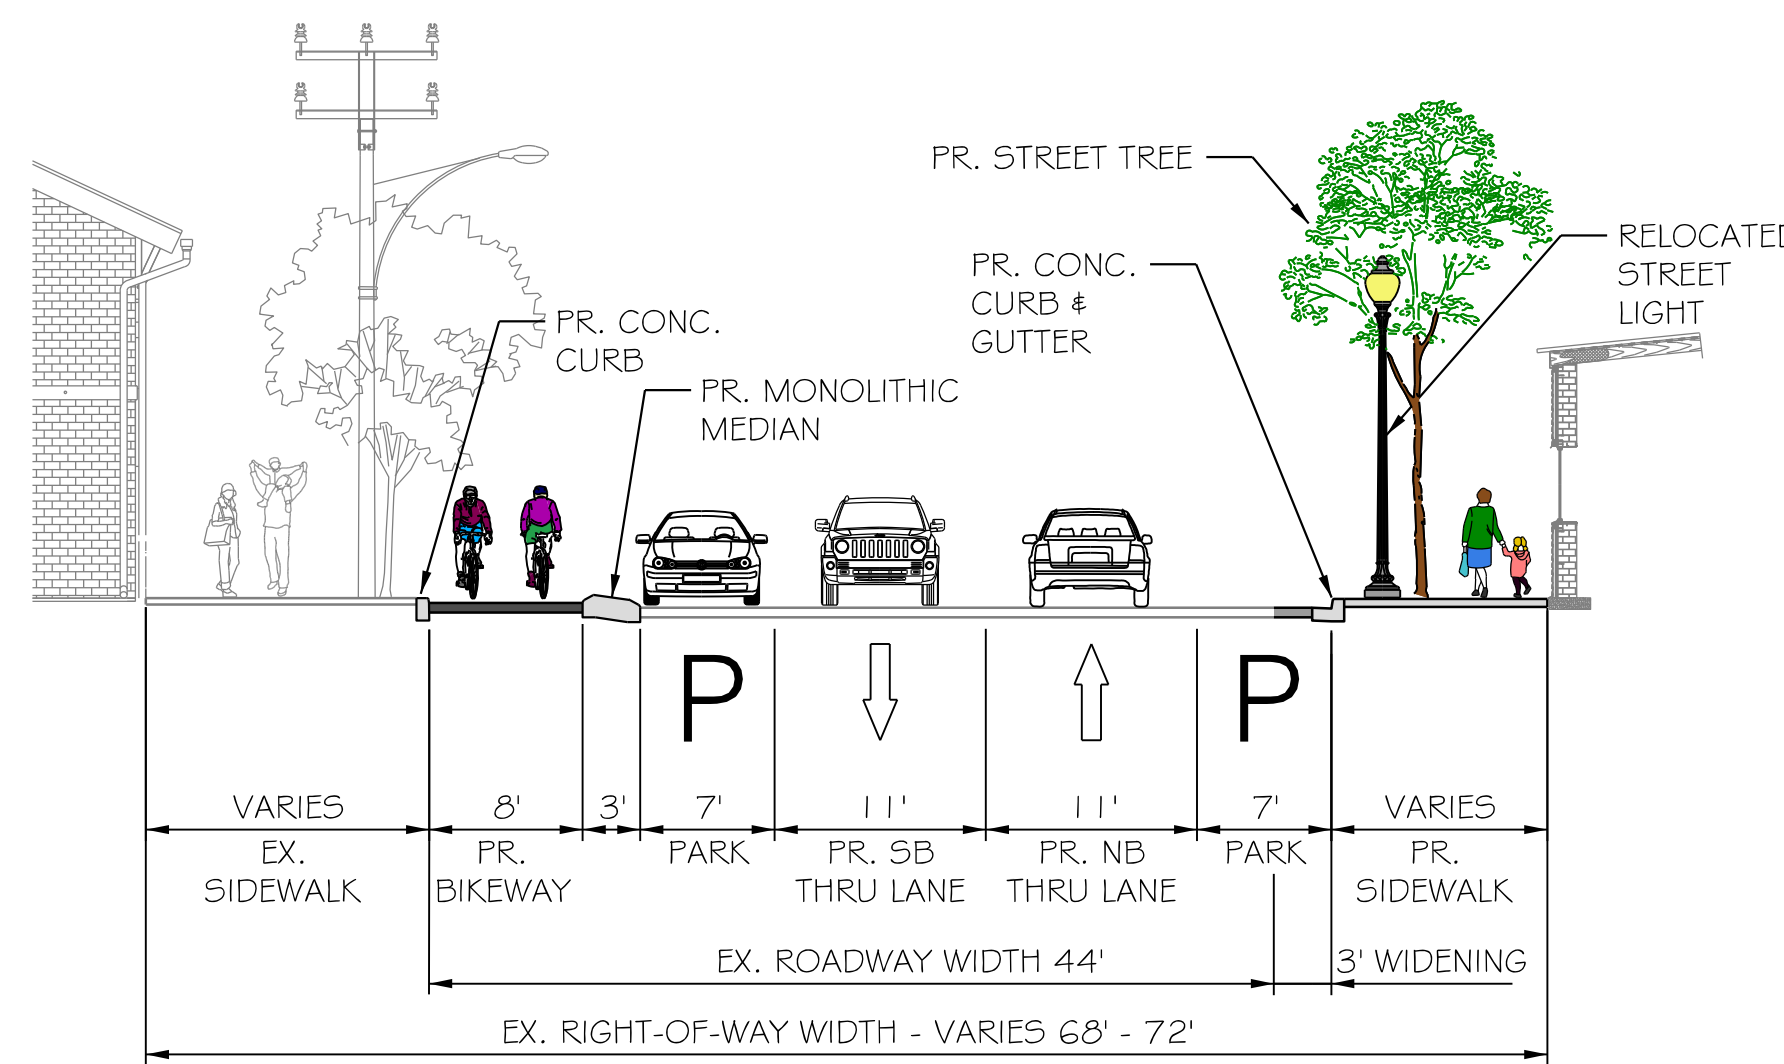 PR. STREET TREE
RELOCATED
STREET
LIGHT
PR. CONC.
CURB &
GUTTER
PR. CONC.
CURB
PR. MONOLITHIC
MEDIAN
P
P
VARIES
8'
3'
7'
11'
11'
7'
VARIES
EX.
SIDEWALK
PR.
BIKEWAY
PARK
PR. SB
THRU LANE
PR. NB
THRU LANE
PARK
PR.
SIDEWALK
EX. ROADWAY WIDTH 44'
3' WIDENING
EX. RIGHT-OF-WAY WIDTH - VARIES 68' - 72'